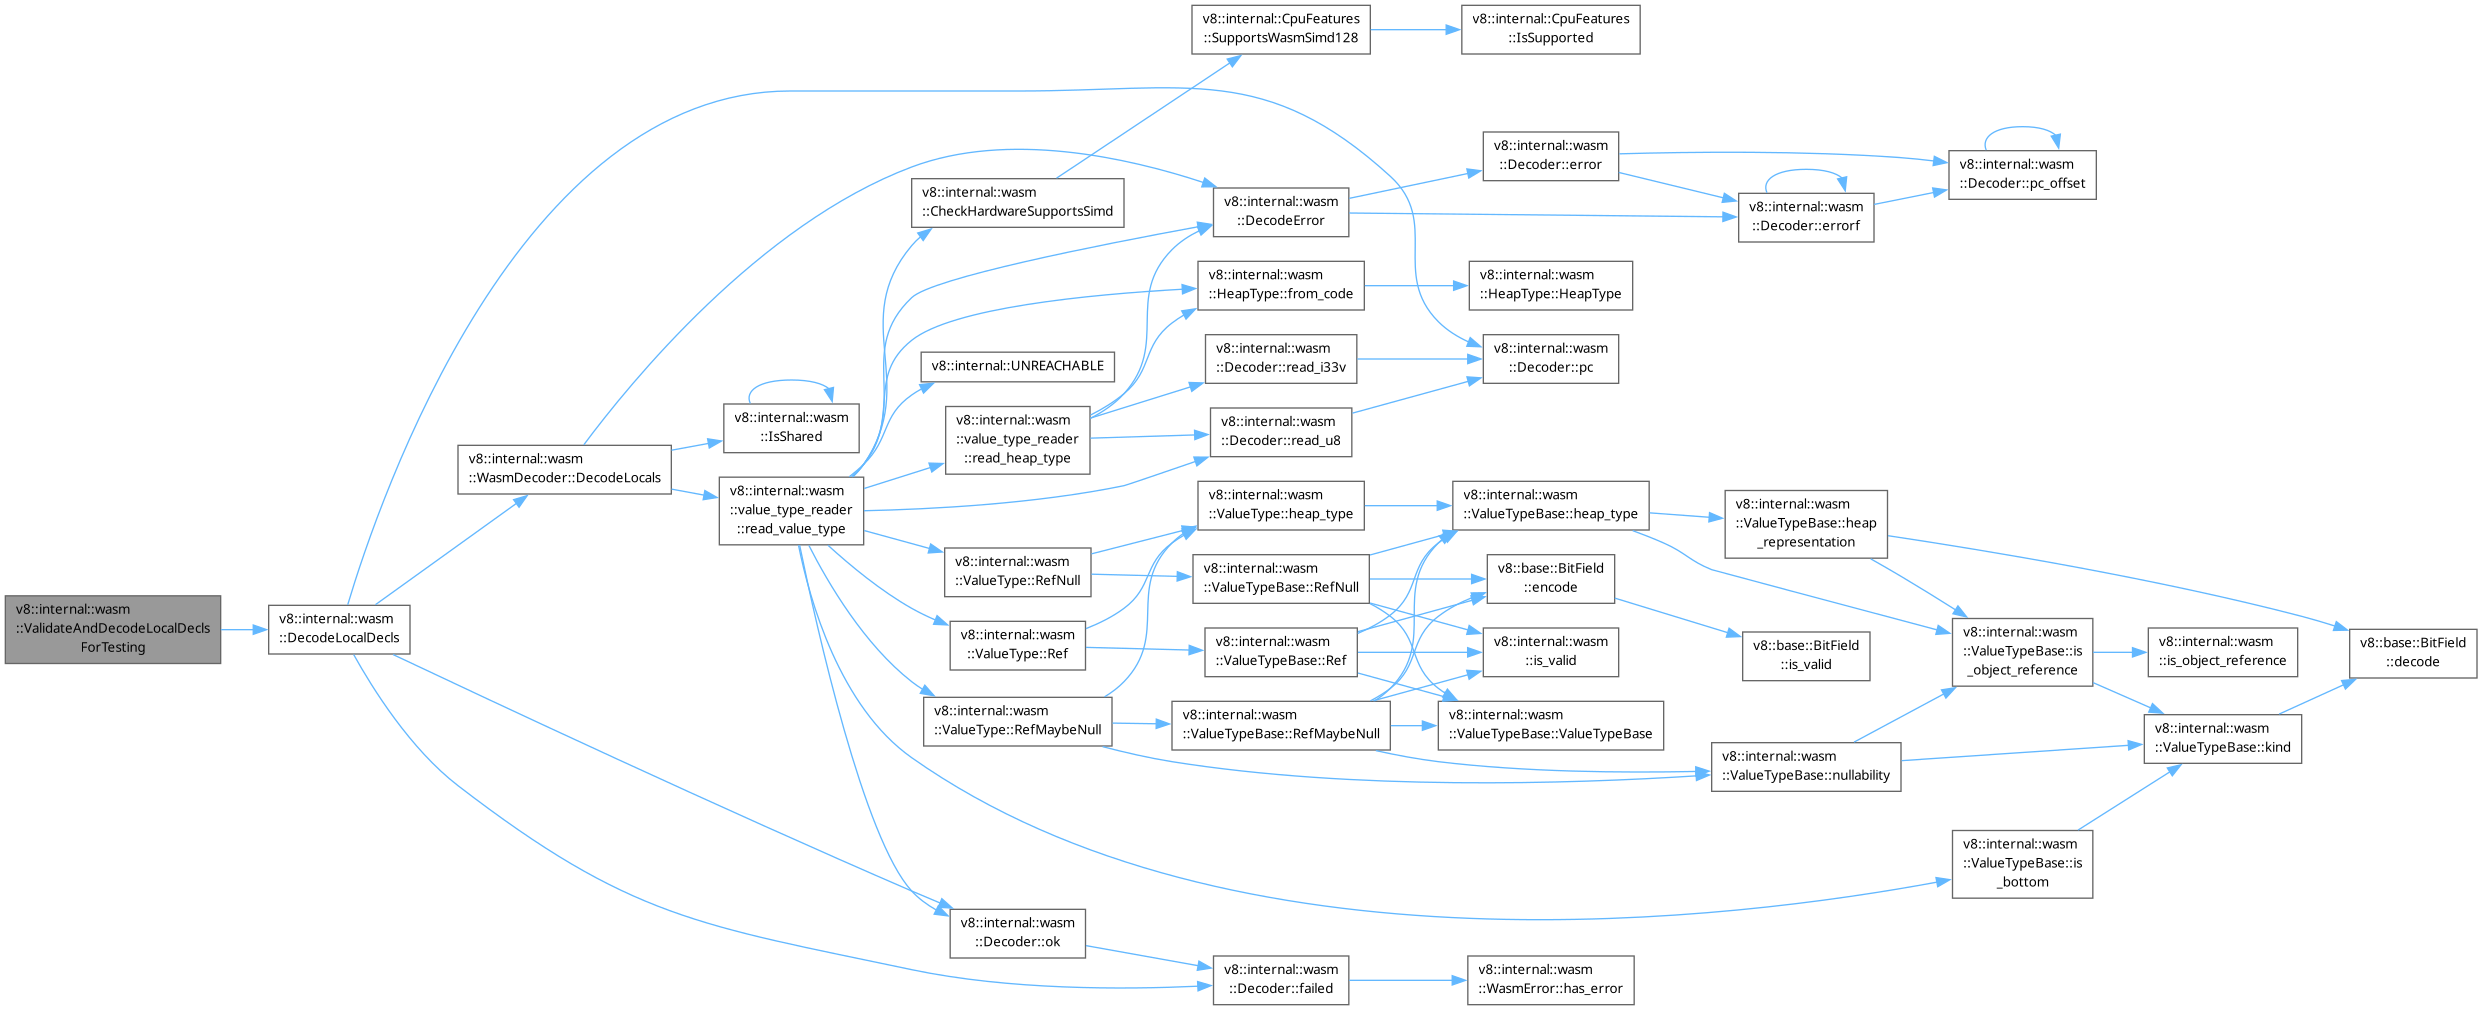 v8::internal::wasm
::ValidateAndDecodeLocalDecls
ForTesting
v8::internal::wasm
::DecodeLocalDecls
v8::internal::wasm
::WasmDecoder::DecodeLocals
v8::internal::wasm
::IsShared
v8::internal::wasm
::value_type_reader
::read_value_type
v8::internal::wasm
::CheckHardwareSupportsSimd
v8::internal::UNREACHABLE
v8::internal::wasm
::value_type_reader
::read_heap_type
v8::internal::wasm
::ValueType::RefNull
v8::internal::wasm
::ValueType::Ref
v8::internal::wasm
::ValueType::RefMaybeNull
v8::internal::wasm
::Decoder::ok
v8::internal::CpuFeatures
::SupportsWasmSimd128
v8::internal::wasm
::DecodeError
v8::internal::wasm
::HeapType::from_code
v8::internal::wasm
::Decoder::read_i33v
v8::internal::wasm
::Decoder::read_u8
v8::internal::wasm
::ValueType::heap_type
v8::internal::wasm
::ValueTypeBase::RefNull
v8::internal::wasm
::ValueTypeBase::Ref
v8::internal::wasm
::ValueTypeBase::RefMaybeNull
v8::internal::wasm
::Decoder::failed
v8::internal::CpuFeatures
::IsSupported
v8::internal::wasm
::Decoder::error
v8::internal::wasm
::HeapType::HeapType
v8::internal::wasm
::Decoder::pc
v8::internal::wasm
::ValueTypeBase::heap_type
v8::base::BitField
::encode
v8::internal::wasm
::is_valid
v8::internal::wasm
::ValueTypeBase::ValueTypeBase
v8::internal::wasm
::WasmError::has_error
v8::internal::wasm
::Decoder::errorf
v8::internal::wasm
::ValueTypeBase::heap
_representation
v8::base::BitField
::is_valid
v8::internal::wasm
::ValueTypeBase::nullability
v8::internal::wasm
::Decoder::pc_offset
v8::internal::wasm
::ValueTypeBase::is
_object_reference
v8::internal::wasm
::ValueTypeBase::is
_bottom
v8::internal::wasm
::is_object_reference
v8::internal::wasm
::ValueTypeBase::kind
v8::base::BitField
::decode